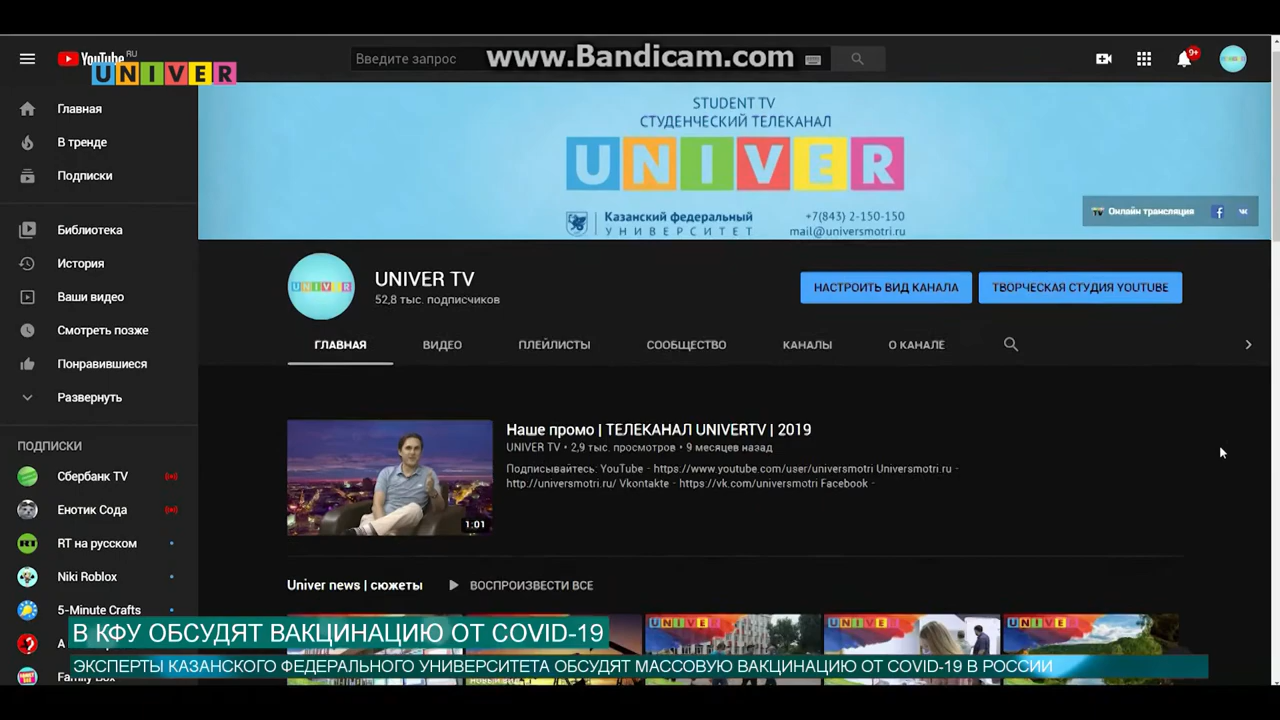 YouTube
RU
UNIVER
Введите запрос
www.Bandicam.com
9+
Главная
В тренде
Подписки
Библиотека
История
Ваши видео
Смотреть позже
Понравившиеся
Развернуть
ПОДПИСКИ
Сбербанк TV
Енотик Сода
RT на русском
Niki Roblox
5-Minute Crafts
Family Box
STUDENT TV
СТУДЕНЧЕСКИЙ ТЕЛЕКАНАЛ
UNIVER
Казанский федеральный
УНИВЕРСИТЕТ
+7(843) 2-150-150
mail@universmotri.ru
Онлайн трансляция
UNIVER
UNIVER TV
52,8 тыс. подписчиков
НАСТРОИТЬ ВИД КАНАЛА
ТВОРЧЕСКАЯ СТУДИЯ YOUTUBE
ГЛАВНАЯ
ВИДЕО
ПЛЕЙЛИСТЫ
СООБЩЕСТВО
КАНАЛЫ
О КАНАЛЕ
1:01
Наше промо | ТЕЛЕКАНАЛ UNIVERTV | 2019
UNIVER TV • 2,9 тыс. просмотров • 9 месяцев назад
Подписывайтесь: YouTube - https://www.youtube.com/user/universmotri Universmotri.ru -
http://universmotri.ru/ Vkontakte - https://vk.com/universmotri Facebook -
Univer news | сюжеты
ВОСПРОИЗВЕСТИ ВСЕ
UNIVER
UNIVER
UNIVER
В КФУ ОБСУДЯТ ВАКЦИНАЦИЮ ОТ COVID-19
ЭКСПЕРТЫ КАЗАНСКОГО ФЕДЕРАЛЬНОГО УНИВЕРСИТЕТА ОБСУДЯТ МАССОВУЮ ВАКЦИНАЦИЮ ОТ COVID-19 В РОССИИ